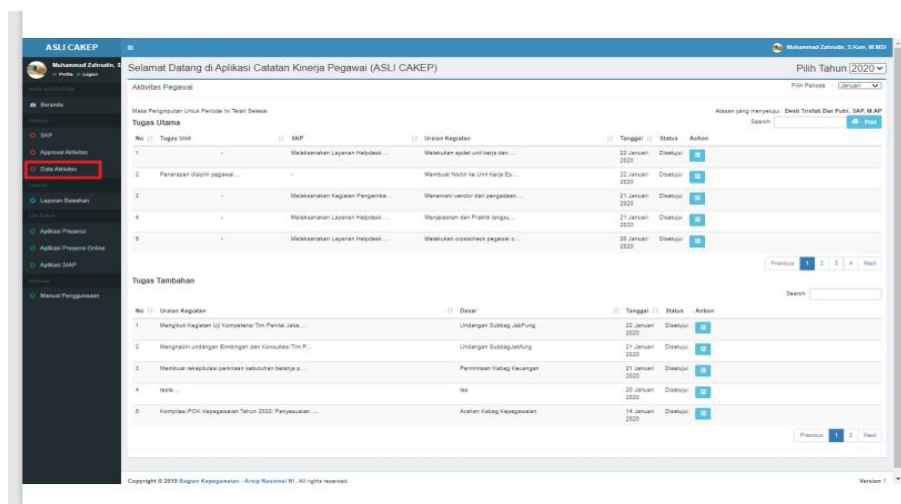 ASLI CAKEP
Muhammad Zahrudin, S.Kom, M.MSI
Muhammad Zahrudin, S
Profile Logout
Selamat Datang di Aplikasi Catatan Kinerja Pegawai (ASLI CAKEP)
Pilih Tahun 2020
MAIN NAVIGATION
Aktivitas Pegawai
Pilih Periode Januari
Beranda
SKP
Approval Aktivitas
Data Aktivitas
Laporan
Laporan Bawahan
Link Terkait
Aplikasi Presensi
Aplikasi Presensi Online
Aplikasi SIAP
Manual Penggunaan
Masa Penginputan Untuk Periode Ini Telah Selesai
Atasan yang menyetujui : Desti Trisfati Dwi Putri, SAP, M.AP
Tugas Utama
Search:
Print
No Tugas Unit SKP Uraian Kegiatan Tanggal Status Action
1 - Melaksanakan Layanan Helpdesk ... Melakukan updet unit kerja dan... 22 Januari 2020 Disetujui
2 Penerapan disiplin pegawai ... - Membuat Nodin ke Unit Kerja Es... 22 Januari 2020 Disetujui
3 - Melaksanakan Kegiatan Pengemba... Menemani vendor dari pengadaan... 21 Januari 2020 Disetujui
4 - Melaksanakan Layanan Helpdesk ... Menjelaskan dan Praktik langsu... 21 Januari 2020 Disetujui
5 - Melaksanakan Layanan Helpdesk ... Melakukan crosscheck pegawai s... 20 Januari 2020 Disetujui
Previous 1 2 3 4 Next
Tugas Tambahan
Search:
No Uraian Kegiatan Dasar Tanggal Status Action
1 Mengikuti Kegiatan Uji Kompetensi Tim Penilai Jaba... Undangan Subbag JabFung 22 Januari 2020 Disetujui
2 Menghadiri undangan Bimbingan dan Konsultasi Tim P... Undangan SubbagJabfung 21 Januari 2020 Disetujui
3 Membuat rekapitulasi perkiraan kebutuhan belanja p... Permintaan Kabag Keuangan 21 Januari 2020 Disetujui
4 teste... tes 20 Januari 2020 Disetujui
5 Kompilasi POK Kepegawaian Tahun 2020: Penyesuaian ... Arahan Kabag Kepegawaian 14 Januari 2020 Disetujui
Previous 1 2 Next
Copyright © 2019 Bagian Kepegawaian - Arsip Nasional RI . All rights reserved.
Version 1